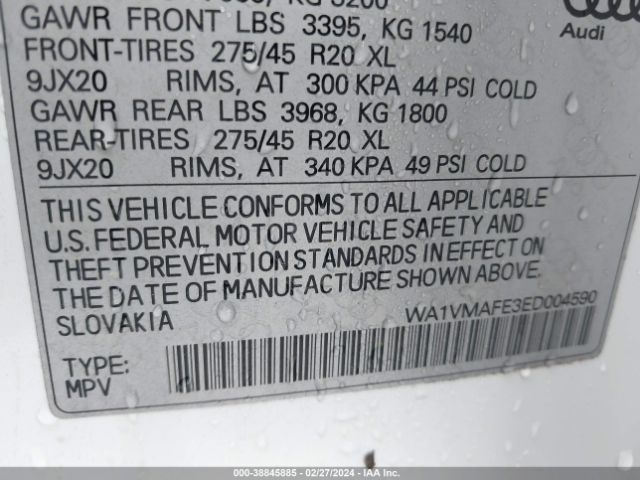 KG 3200
GAWR FRONT LBS 3395, KG 1540
FRONT-TIRES 275/45 R20 XL
9JX20 RIMS, AT 300 KPA 44 PSI COLD
GAWR REAR LBS 3968, KG 1800
REAR-TIRES 275/45 R20 XL
9JX20 RIMS, AT 340 KPA 49 PSI COLD
Audi
THIS VEHICLE CONFORMS TO ALL APPLICABLE
U.S. FEDERAL MOTOR VEHICLE SAFETY AND
THEFT PREVENTION STANDARDS IN EFFECT ON
THE DATE OF MANUFACTURE SHOWN ABOVE.
SLOVAKIA
WA1VMAFE3ED004590
TYPE:
MPV
000-38845885 - 02/27/2024 - IAA